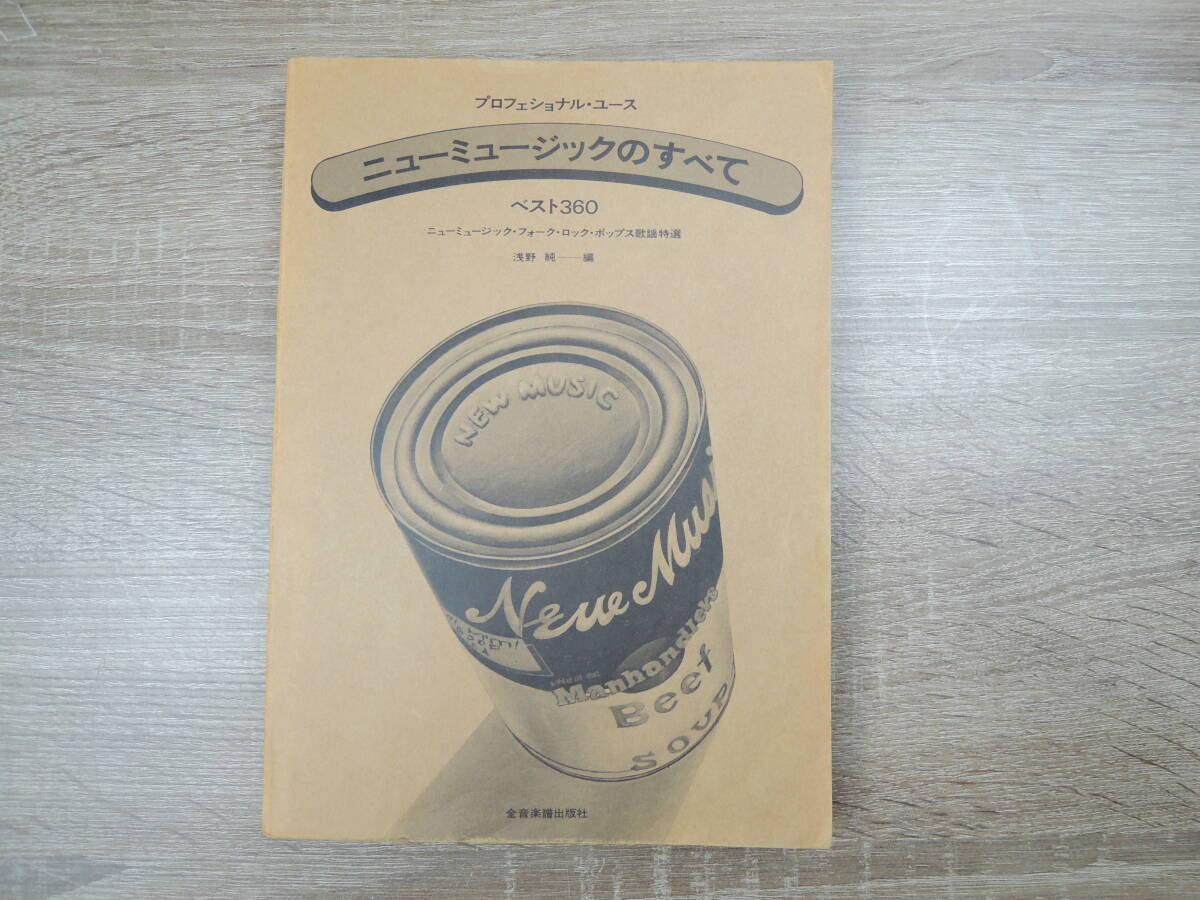 プロフェショナル・ユース
ニューミュージックのすべて
ベスト360
ニューミュージック・フォーク・ロック・ポップス歌謡特選
浅野 純——編
NEW MUSIC
New Musi
Manhandlers
Beef
SOUP
全音楽譜出版社